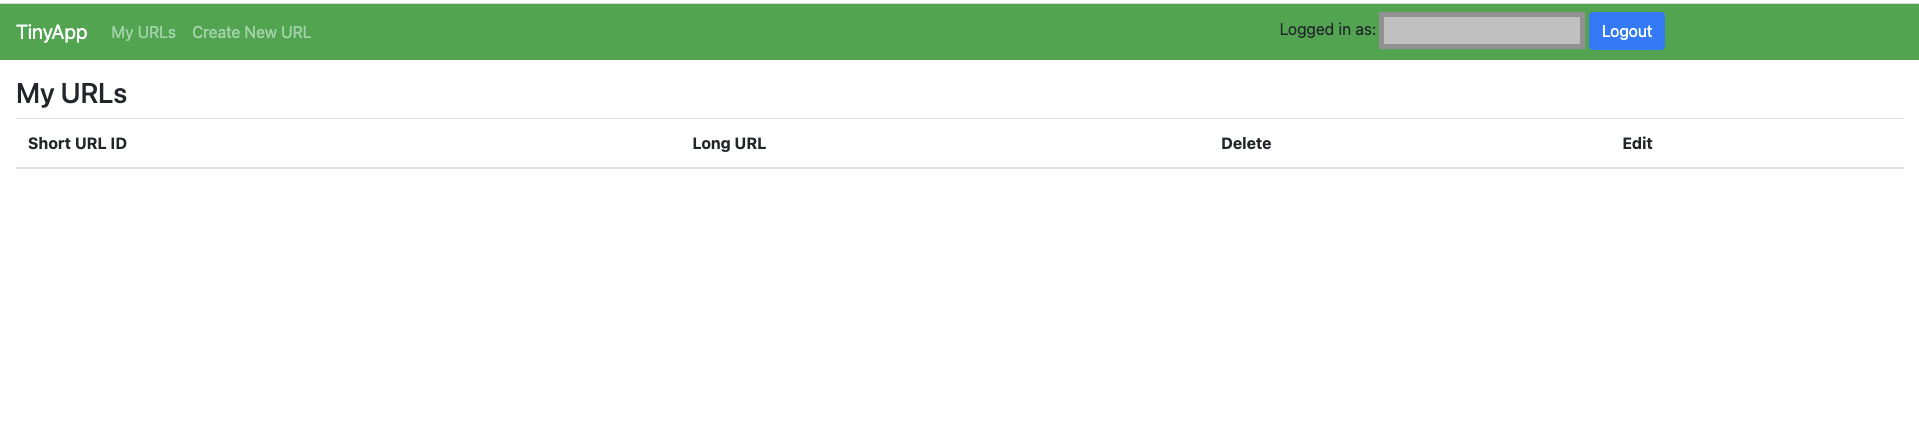 TinyApp My URLs Create New URL Logged in as: Logout
My URLs
Short URL ID Long URL Delete Edit